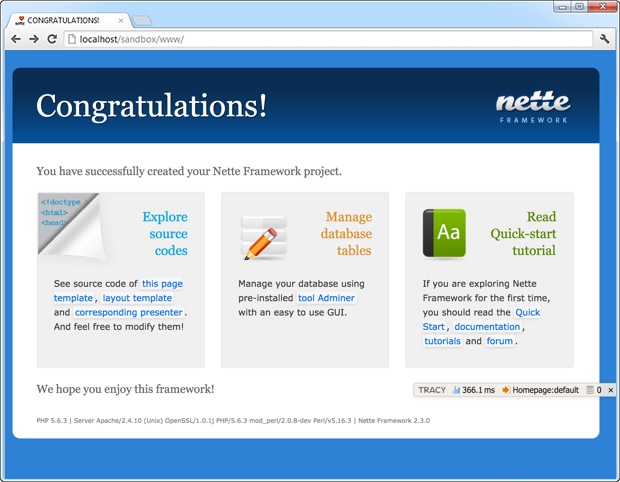 CONGRATULATIONS!
localhost/sandbox/www/
Congratulations!
nette
FRAMEWORK
You have successfully created your Nette Framework project.
<!doctype
<html>
<head>
Explore
source
codes
See source code of this page
template, layout template
and corresponding presenter.
And feel free to modify them!
Manage
database
tables
Manage your database using
pre-installed tool Adminer
with an easy to use GUI.
Aa
Read
Quick-start
tutorial
If you are exploring Nette
Framework for the first time,
you should read the Quick
Start, documentation,
tutorials and forum.
We hope you enjoy this framework!
TRACY 366.1 ms Homepage:default 0 ×
PHP 5.6.3 | Server Apache/2.4.10 (Unix) OpenSSL/1.0.1j PHP/5.6.3 mod_perl/2.0.8-dev Perl/v5.16.3 | Nette Framework 2.3.0